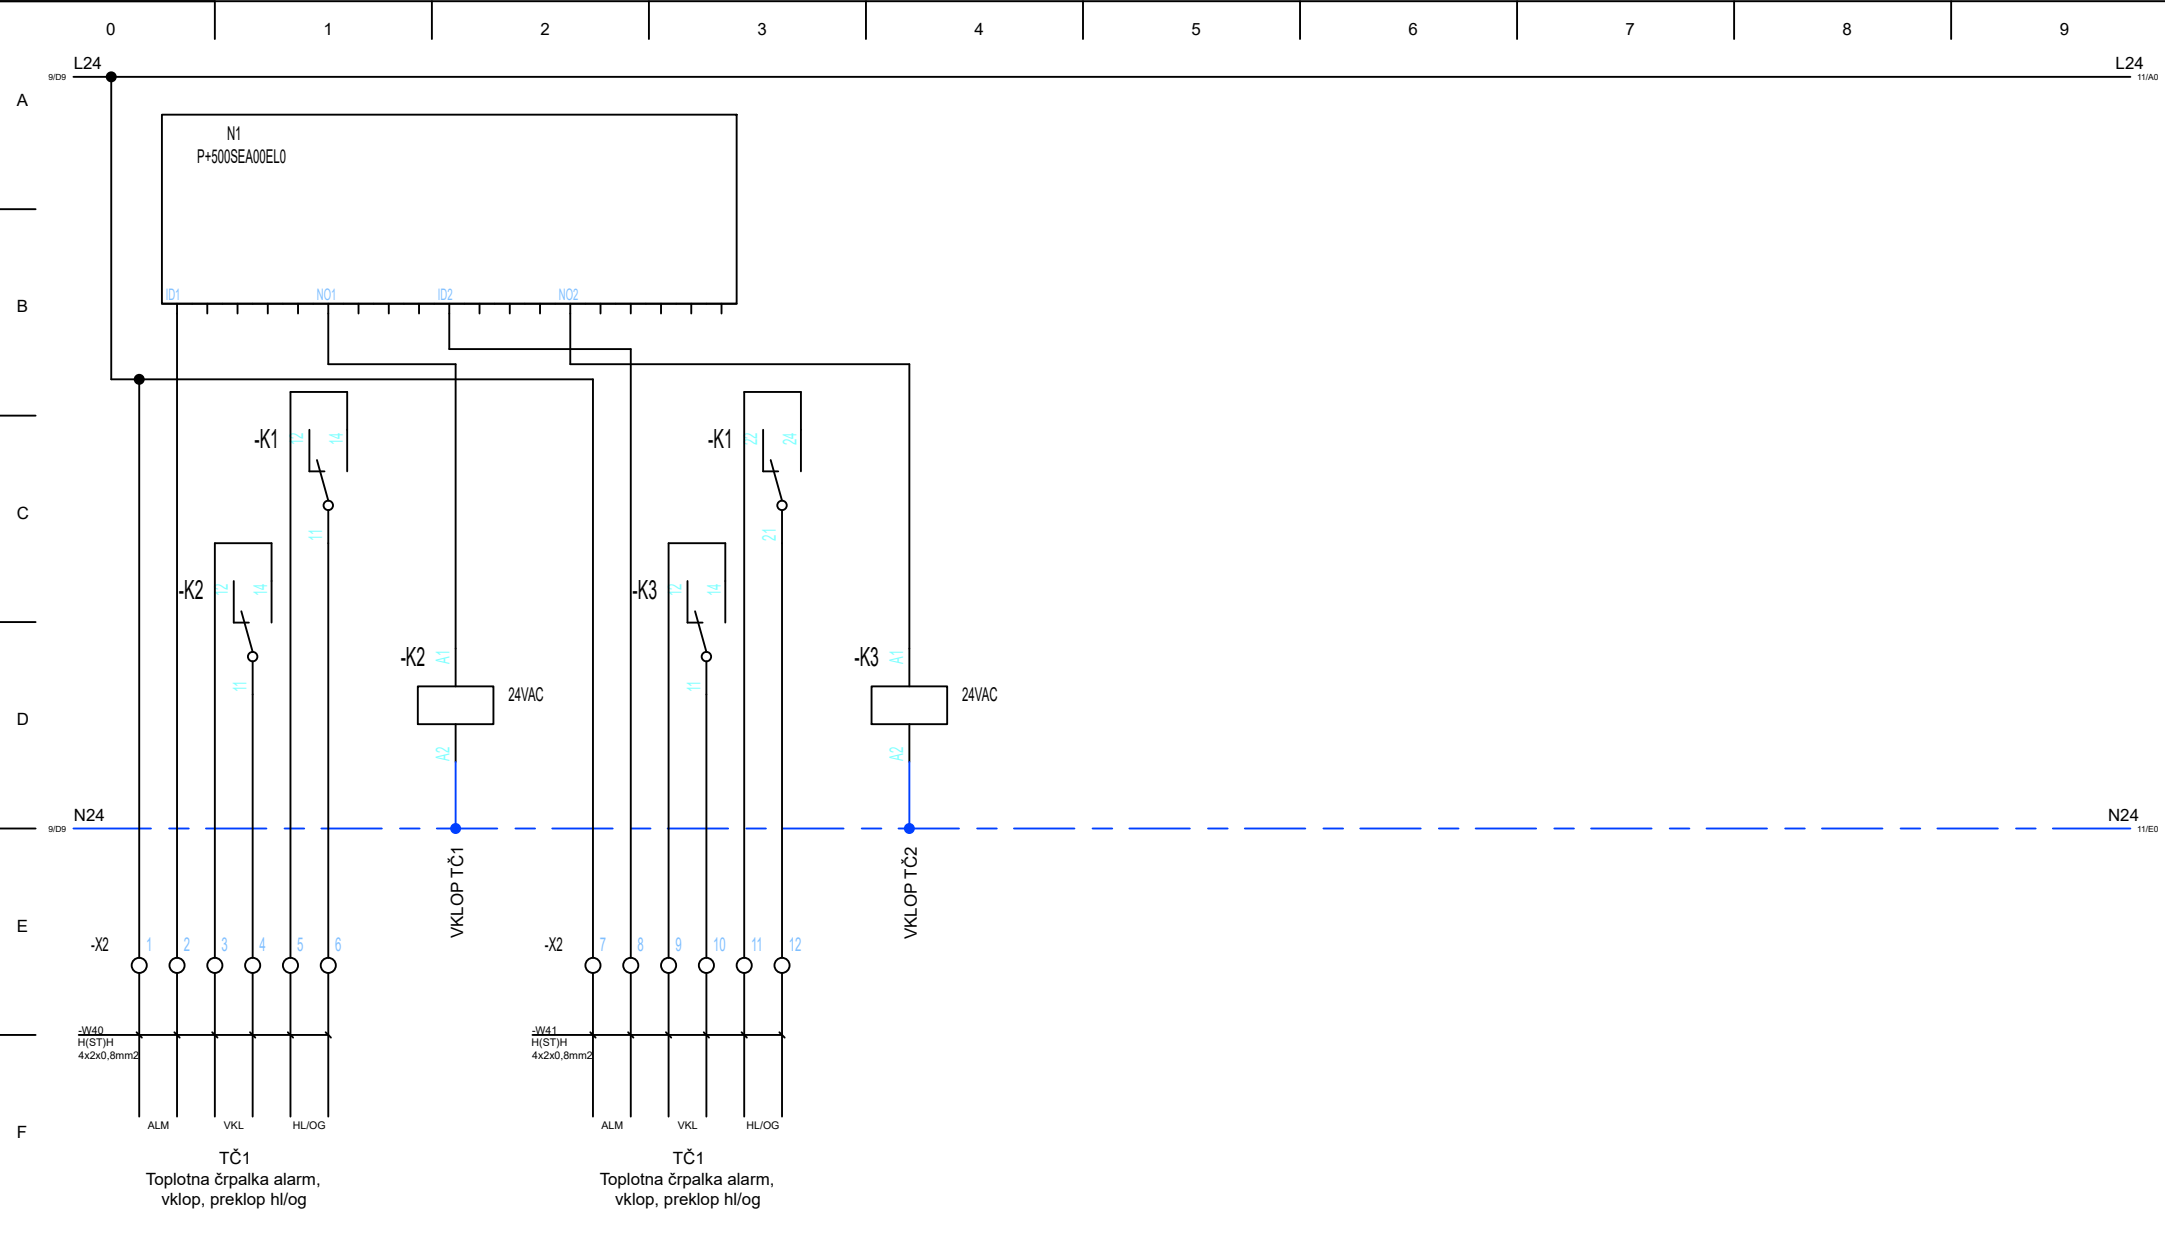 0 1 2 3 4 5 6 7 8 9
L24 L24
9/D9 11/A0
A
N1
P+500SEA00EL0
ID1 NO1 ID2 NO2
B
-K1 12 14 -K1 22 24
C
11 21
-K2 12 14 -K3 12 14
-K2 A1 -K3 A1
11 11
24VAC 24VAC
D
A2 A2
N24 N24
9/D9 11/E0
VKLOP TČ1 VKLOP TČ2
E
-X2 1 2 3 4 5 6 -X2 7 8 9 10 11 12
-W40 -W41
H(ST)H H(ST)H
4x2x0,8mm2 4x2x0,8mm2
ALM VKL HL/OG ALM VKL HL/OG
F
TČ1 TČ1
Toplotna črpalka alarm, Toplotna črpalka alarm,
vklop, preklop hl/og vklop, preklop hl/og